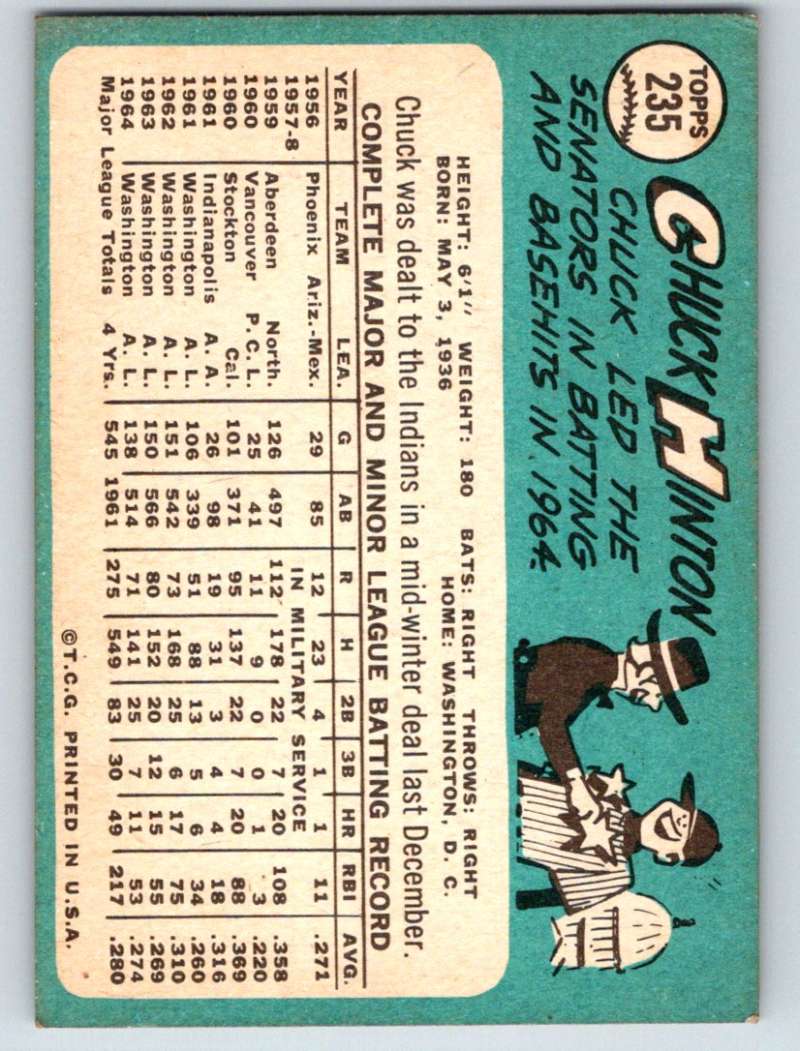 TOPPS
235
CHUCK HINTON
CHUCK LED THE
SENATORS IN BATTING
AND BASEHITS IN 1964.
HEIGHT: 6'1" WEIGHT: 180 BATS: RIGHT THROWS: RIGHT
BORN: MAY 3, 1936 HOME: WASHINGTON, D. C.
Chuck was dealt to the Indians in a mid-winter deal last December.
COMPLETE MAJOR AND MINOR LEAGUE BATTING RECORD
YEAR TEAM LEA. G AB R H 2B 3B HR RBI AVG.
1956 Phoenix Ariz.-Mex. 29 85 12 23 4 1 1 11 .271
1957-8 IN MILITARY SERVICE
1959 Aberdeen North. 126 497 112 178 22 7 20 108 .358
1960 Vancouver P. C. L. 25 41 11 9 0 0 1 3 .220
1960 Stockton Cal. 101 371 95 137 22 7 20 88 .369
1961 Indianapolis A. A. 26 98 19 31 3 4 4 18 .316
1961 Washington A. L. 106 339 51 88 13 5 6 34 .260
1962 Washington A. L. 151 542 73 168 25 6 17 75 .310
1963 Washington A. L. 150 566 80 152 20 12 15 55 .269
1964 Washington A. L. 138 514 71 141 25 7 11 53 .274
Major League Totals 4 Yrs. 545 1961 275 549 83 30 49 217 .280
©T.C.G. PRINTED IN U.S.A.